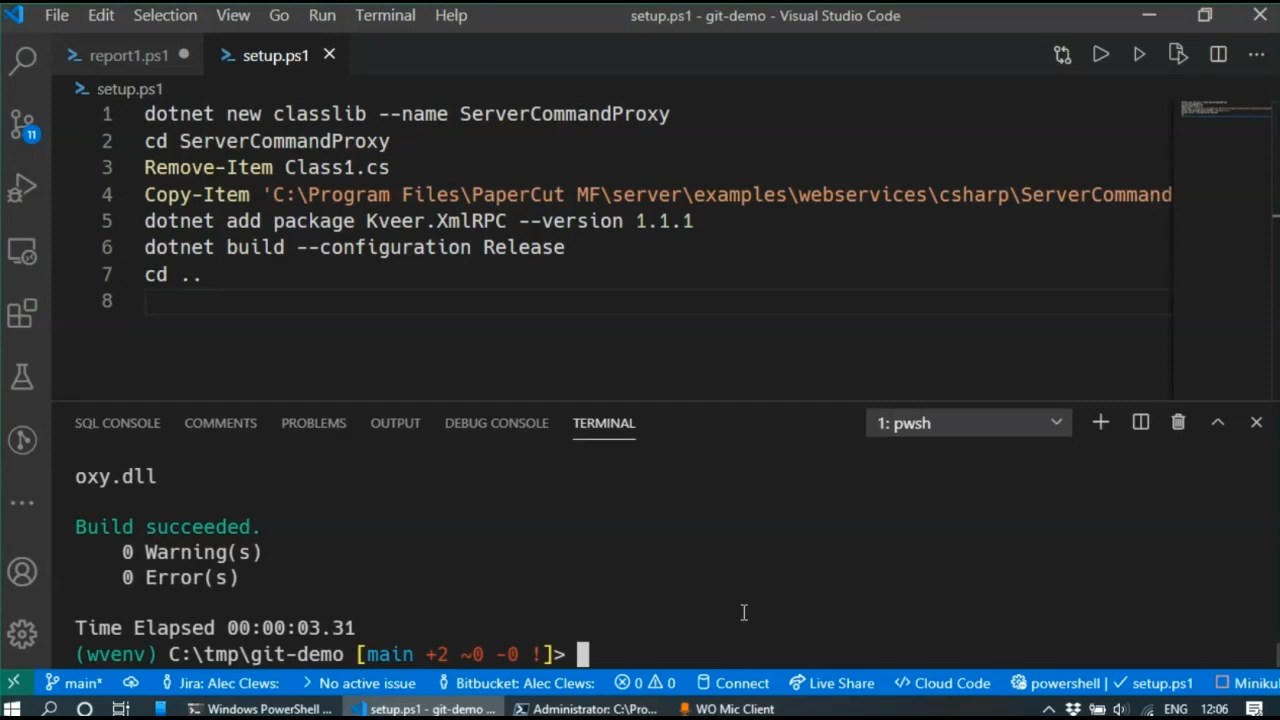 File Edit Selection View Go Run Terminal Help setup.ps1 - git-demo - Visual Studio Code
report1.ps1 setup.ps1
setup.ps1
11
1 dotnet new classlib --name ServerCommandProxy
2 cd ServerCommandProxy
3 Remove-Item Class1.cs
4 Copy-Item 'C:\Program Files\PaperCut MF\server\examples\webservices\csharp\ServerCommand
5 dotnet add package Kveer.XmlRPC --version 1.1.1
6 dotnet build --configuration Release
7 cd ..
8
SQL CONSOLE COMMENTS PROBLEMS OUTPUT DEBUG CONSOLE TERMINAL 1: pwsh
oxy.dll
Build succeeded.
0 Warning(s)
0 Error(s)
Time Elapsed 00:00:03.31
(wvenv) C:\tmp\git-demo [main +2 ~0 -0 !]>
main* Jira: Alec Clews: No active issue Bitbucket: Alec Clews: 0 0 Connect Live Share Cloud Code powershell | ✓ setup.ps1 Miniku
Windows PowerShell ... setup.ps1 - git-demo ... Administrator: C:\Pro... WO Mic Client ENG 12:06